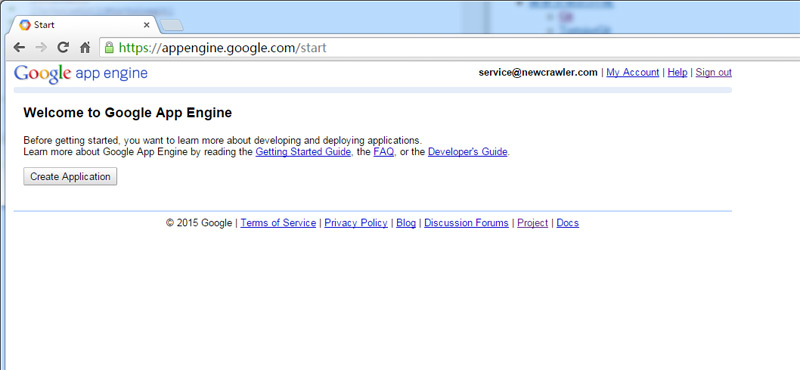 Start
https://appengine.google.com/start
Google app engine
service@newcrawler.com | My Account | Help | Sign out
Welcome to Google App Engine
Before getting started, you want to learn more about developing and deploying applications.
Learn more about Google App Engine by reading the Getting Started Guide, the FAQ, or the Developer's Guide.
Create Application
© 2015 Google | Terms of Service | Privacy Policy | Blog | Discussion Forums | Project | Docs